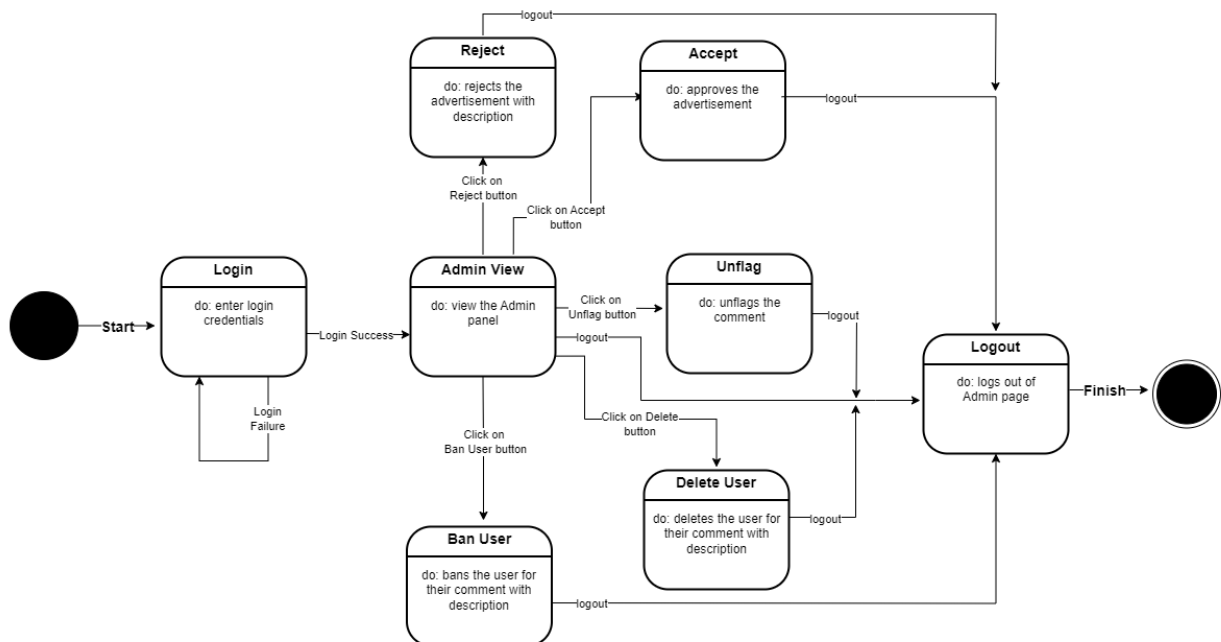 logout
Reject
do: rejects the
advertisement with
description
Accept
do: approves the
advertisement
logout
Click on
Reject button
Click on Accept
button
Login
do: enter login
credentials
Admin View
do: view the Admin
panel
Unflag
do: unflags the
comment
Click on
Unflag button
Start
Login Success
logout
logout
Logout
do: logs out of
Admin page
Finish
Login
Failure
Click on Delete
button
Click on
Ban User button
Delete User
do: deletes the user for
their comment with
description
logout
Ban User
do: bans the user for
their comment with
description
logout